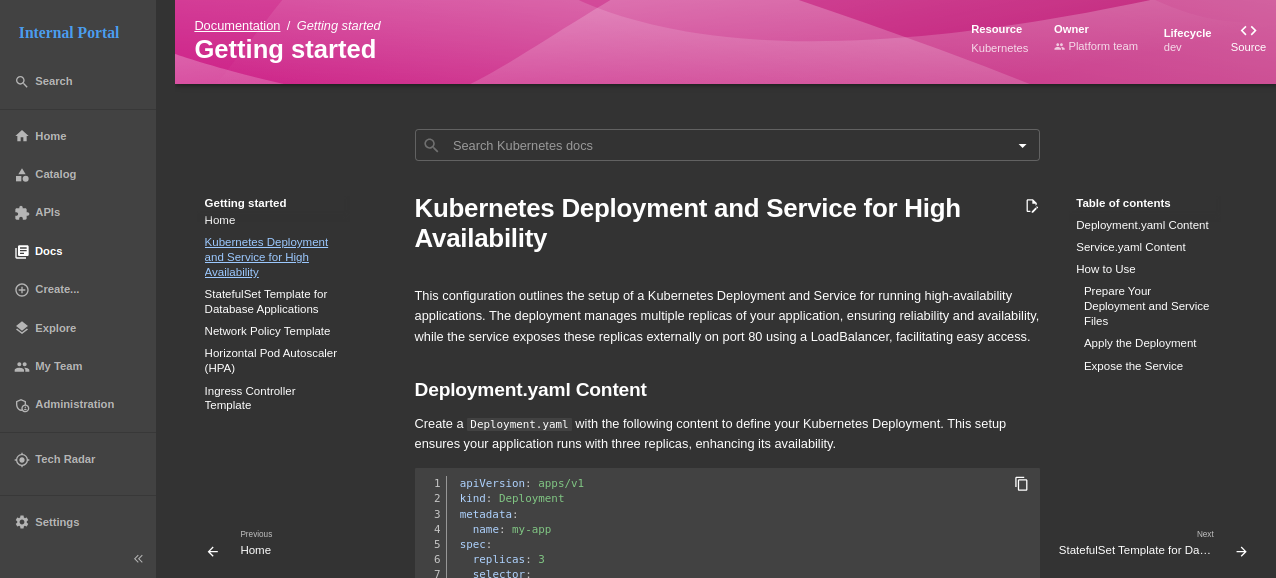 Internal Portal
Search
Home
Catalog
APIs
Docs
Create...
Explore
My Team
Administration
Tech Radar
Settings
Documentation / Getting started
Getting started
Resource
Kubernetes
Owner
Platform team
Lifecycle
dev
Source
Search Kubernetes docs
Getting started
Home
Kubernetes Deployment
and Service for High
Availability
StatefulSet Template for
Database Applications
Network Policy Template
Horizontal Pod Autoscaler
(HPA)
Ingress Controller
Template
Previous
Home
Kubernetes Deployment and Service for High
Availability
This configuration outlines the setup of a Kubernetes Deployment and Service for running high-availability
applications. The deployment manages multiple replicas of your application, ensuring reliability and availability,
while the service exposes these replicas externally on port 80 using a LoadBalancer, facilitating easy access.
Deployment.yaml Content
Create a Deployment.yaml with the following content to define your Kubernetes Deployment. This setup
ensures your application runs with three replicas, enhancing its availability.
1 apiVersion: apps/v1
2 kind: Deployment
3 metadata:
4   name: my-app
5 spec:
6   replicas: 3
7   selector:
Table of contents
Deployment.yaml Content
Service.yaml Content
How to Use
Prepare Your
Deployment and Service
Files
Apply the Deployment
Expose the Service
Next
StatefulSet Template for Da…